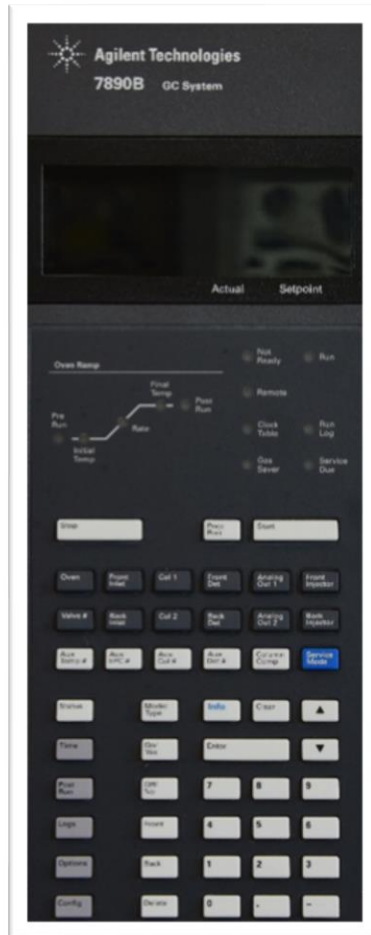 Agilent Technologies
7890B GC System
Actual Setpoint
Oven Ramp
Not Ready
Run
Remote
Final Temp
Post Run
Pre Run
Rate
Initial Temp
Clock Table
Run Log
Gas Saver
Service Due
Stop
Prep Run
Start
Oven
Front Inlet
Col 1
Front Det
Analog Out 1
Front Injector
Valve #
Back Inlet
Col 2
Back Det
Analog Out 2
Back Injector
Aux Temp #
Aux EPC #
Aux Col #
Aux Det #
Column Comp
Service Mode
Status
Mode/ Type
Info
Clear
▲
Time
On/ Yes
Enter
▼
Post Run
Off/ No
7
8
9
Logs
Front
4
5
6
Options
Back
1
2
3
Config
Delete
0
.
-